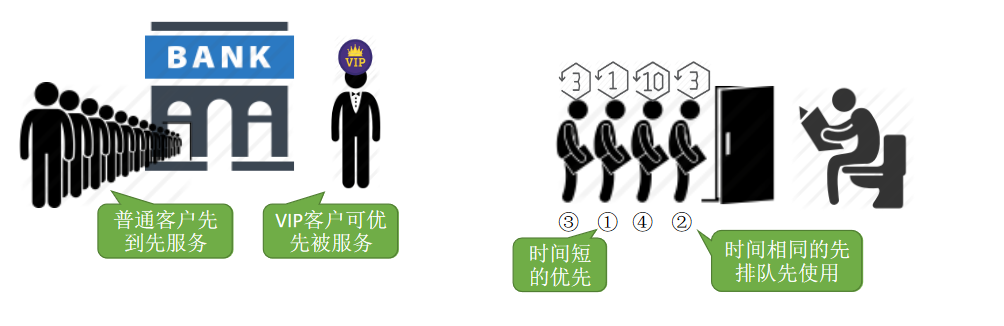 BANK
VIP
普通客户先
到先服务
VIP客户可优
先被服务
3 1 10 3
③ ① ④ ②
时间短
的优先
时间相同的先
排队先使用